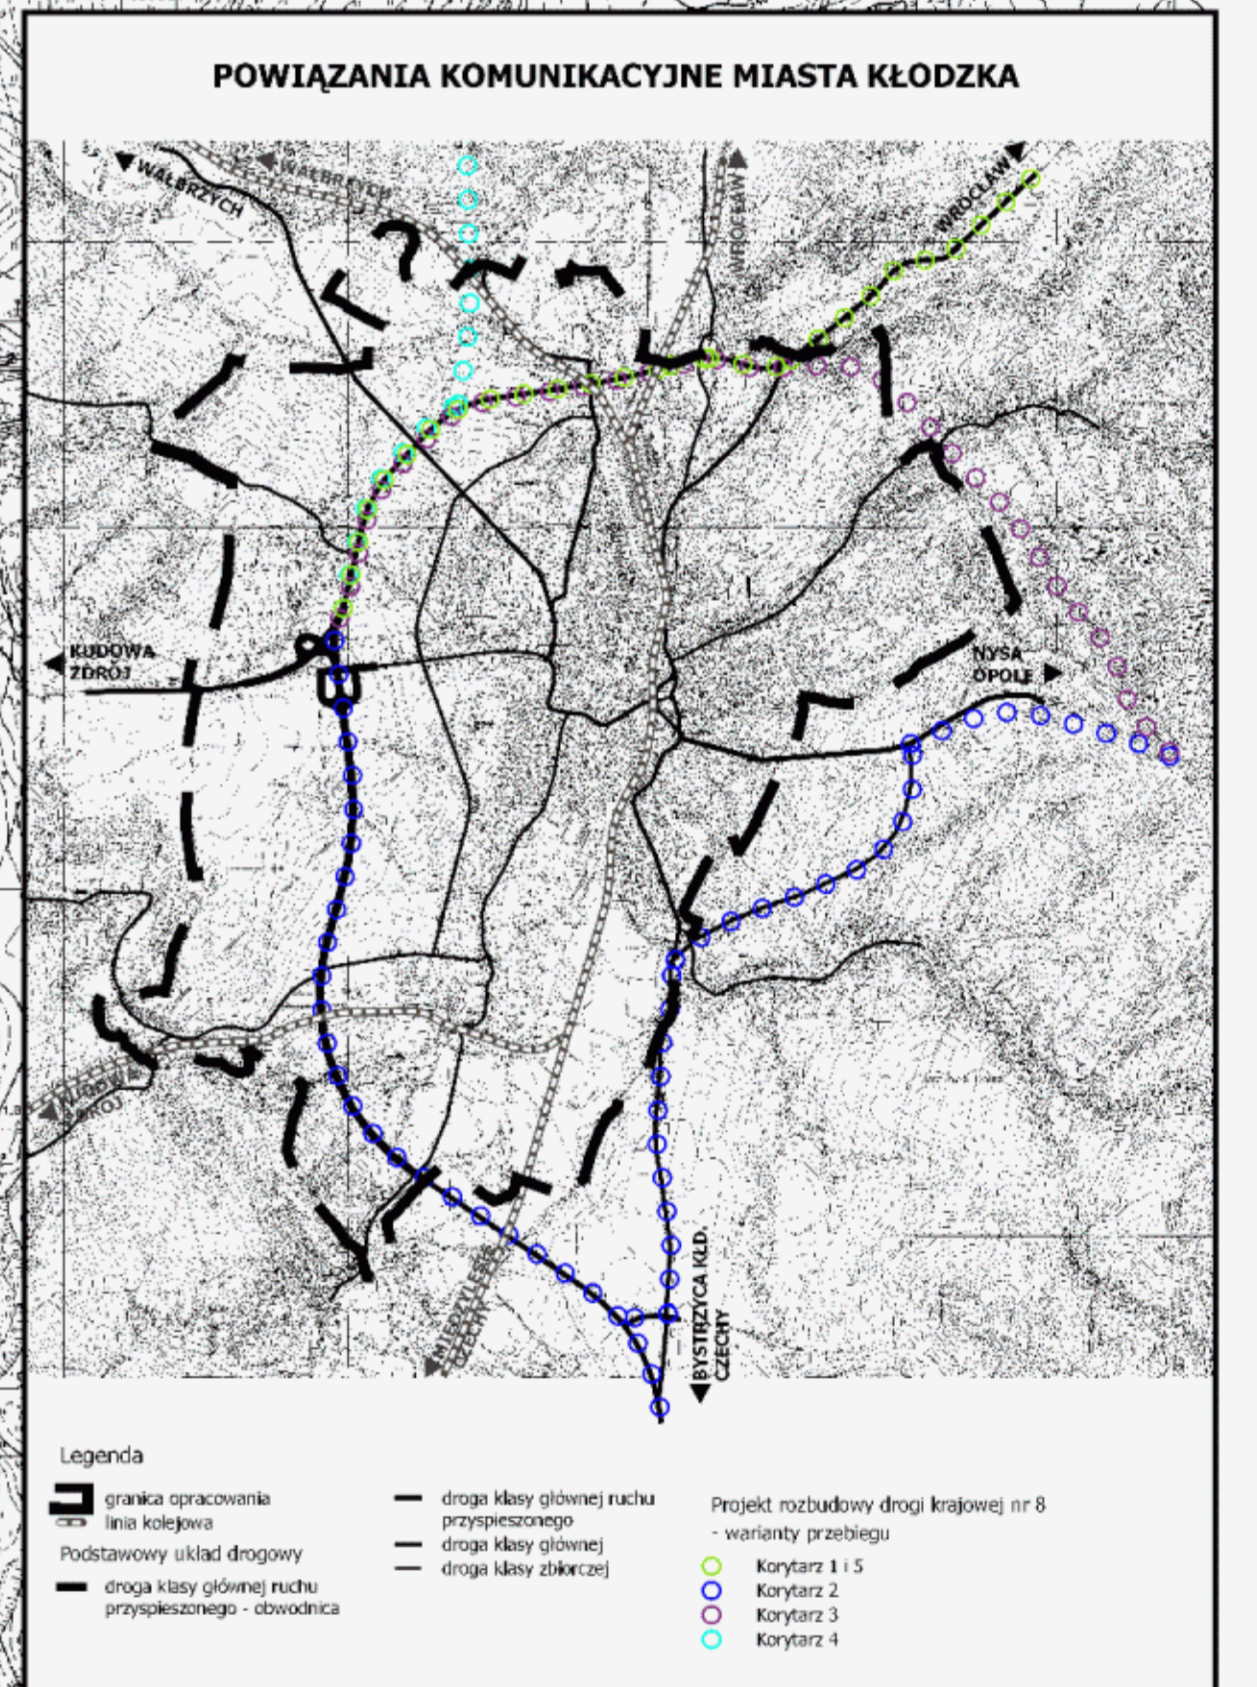 POWIĄZANIA KOMUNIKACYJNE MIASTA KŁODZKA
WAŁBRZYCH
WAŁBRZYCH
WROCŁAW
WROCŁAW
KUDOWA
ZDRÓJ
NYSA
OPOLE
KUDOWA
ZDRÓJ
MIĘDZYLESIE
CZECHY
BYSTRZYCA KŁD.
CZECHY
Legenda
granica opracowania
linia kolejowa
Podstawowy układ drogowy
droga klasy głównej ruchu
przyspieszonego - obwodnica
droga klasy głównej ruchu
przyspieszonego
droga klasy głównej
droga klasy zbiorczej
Projekt rozbudowy drogi krajowej nr 8
- warianty przebiegu
Korytarz 1 i 5
Korytarz 2
Korytarz 3
Korytarz 4